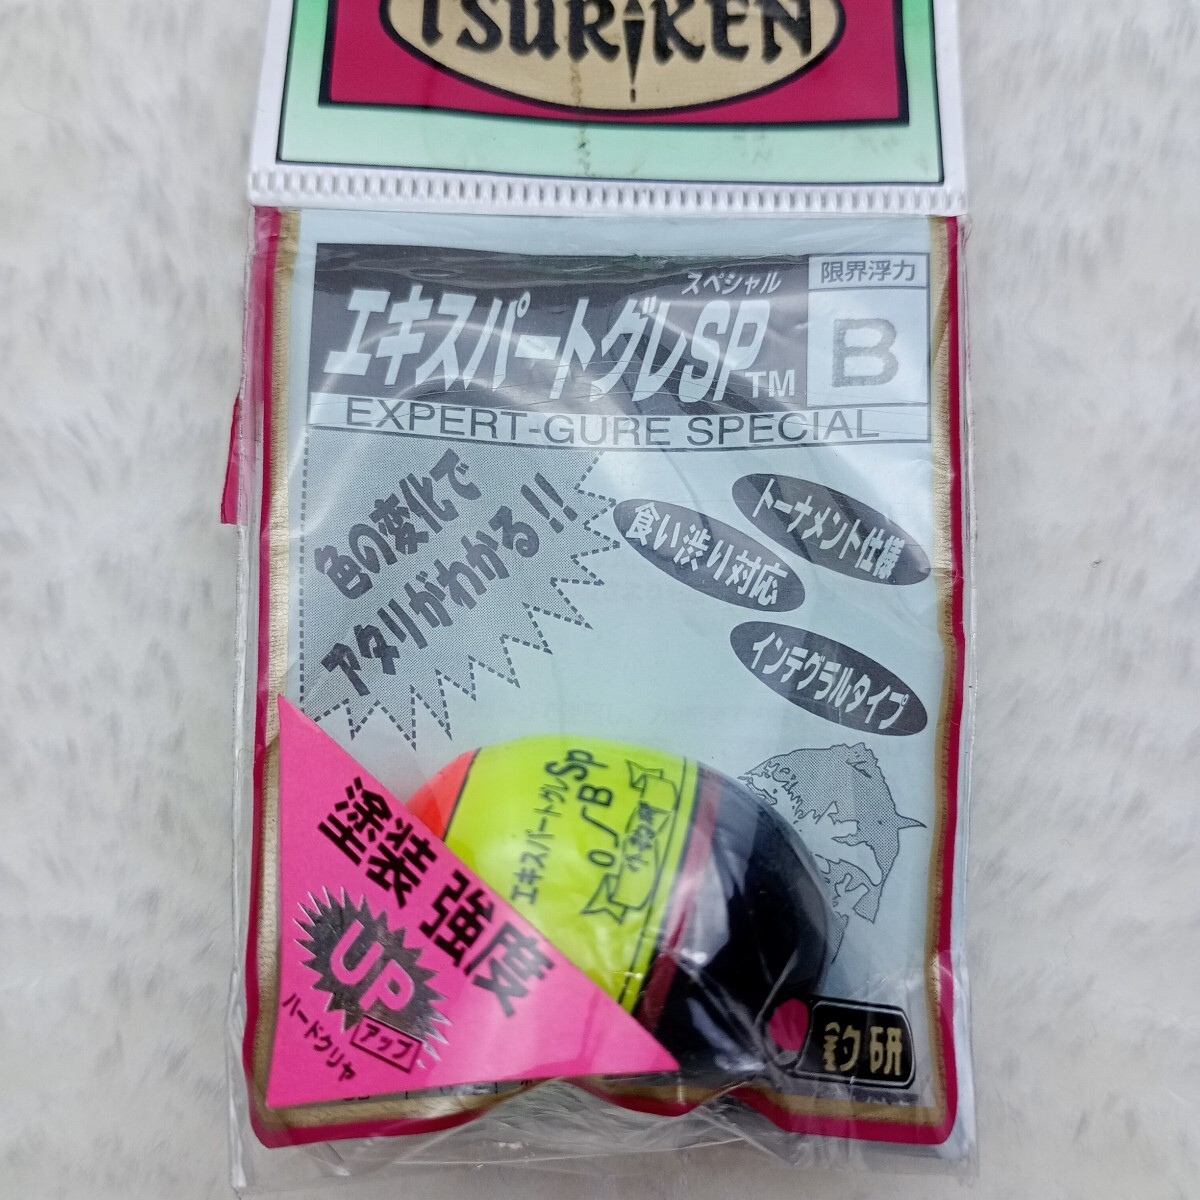 TSURIKEN
スペシャル
エキスパートグレSP TM
限界浮力
B
EXPERT-GURE SPECIAL
色の変化で
アタリがわかる!!
トーナメント仕様
食い渋り対応
インテグラルタイプ
エキスパートグレSp
B
塗装 強度
UP
アップ
ハードクリヤ
釣研